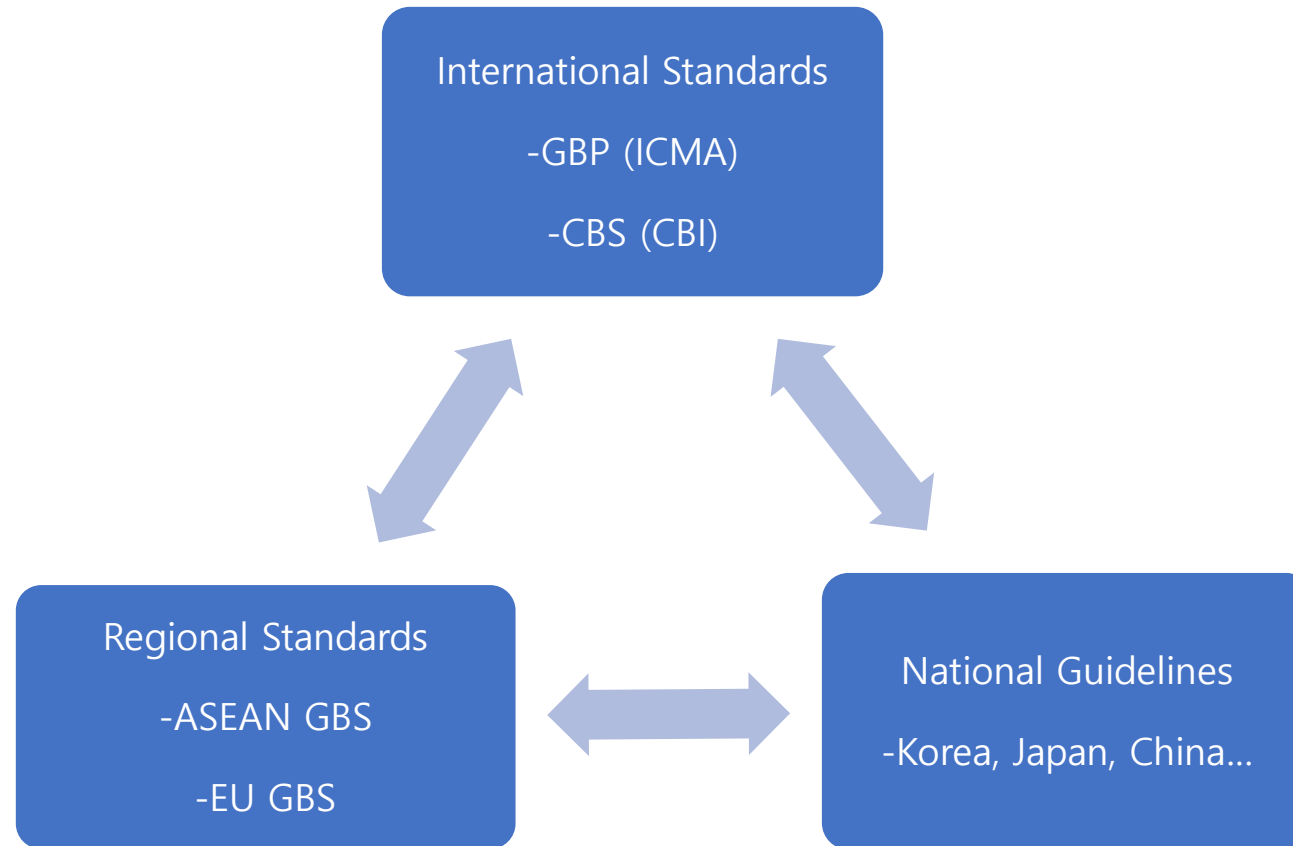 International Standards
-GBP (ICMA)
-CBS (CBI)
Regional Standards
-ASEAN GBS
-EU GBS
National Guidelines
-Korea, Japan, China...